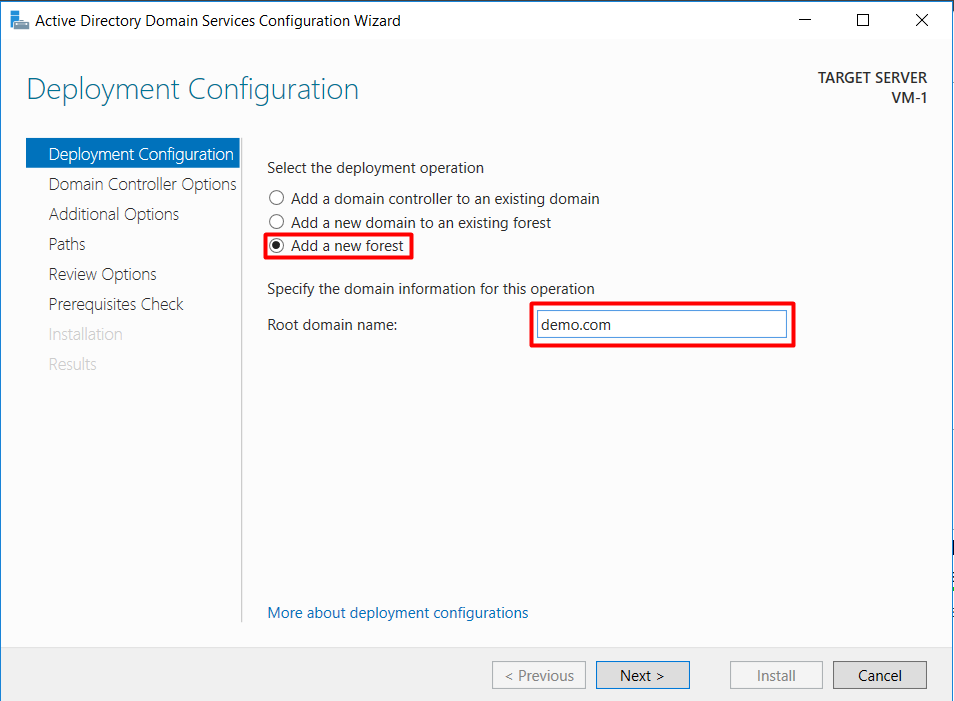 Active Directory Domain Services Configuration Wizard
Deployment Configuration
TARGET SERVER
VM-1
Deployment Configuration
Domain Controller Options
Additional Options
Paths
Review Options
Prerequisites Check
Installation
Results
Select the deployment operation
Add a domain controller to an existing domain
Add a new domain to an existing forest
Add a new forest
Specify the domain information for this operation
Root domain name:
demo.com
More about deployment configurations
< Previous
Next >
Install
Cancel